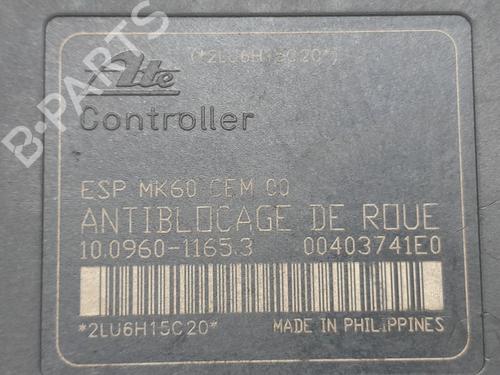 Ate
(*2LU6H15C20*)
Controller
ESP MK60 CEM 00
ANTIBLOCAGE DE ROUE
10.0960-1165.3 00403741E0
*2LU6H15C20* MADE IN PHILIPPINES
B-PARTS